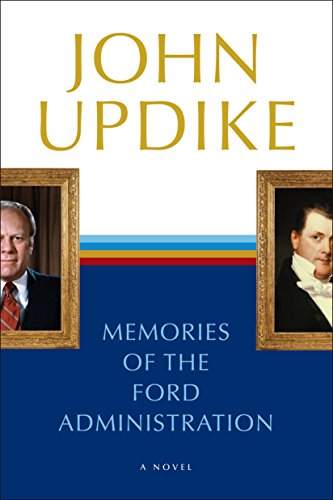 JOHN
UPDIKE
MEMORIES
OF THE
FORD
ADMINISTRATION
A NOVEL